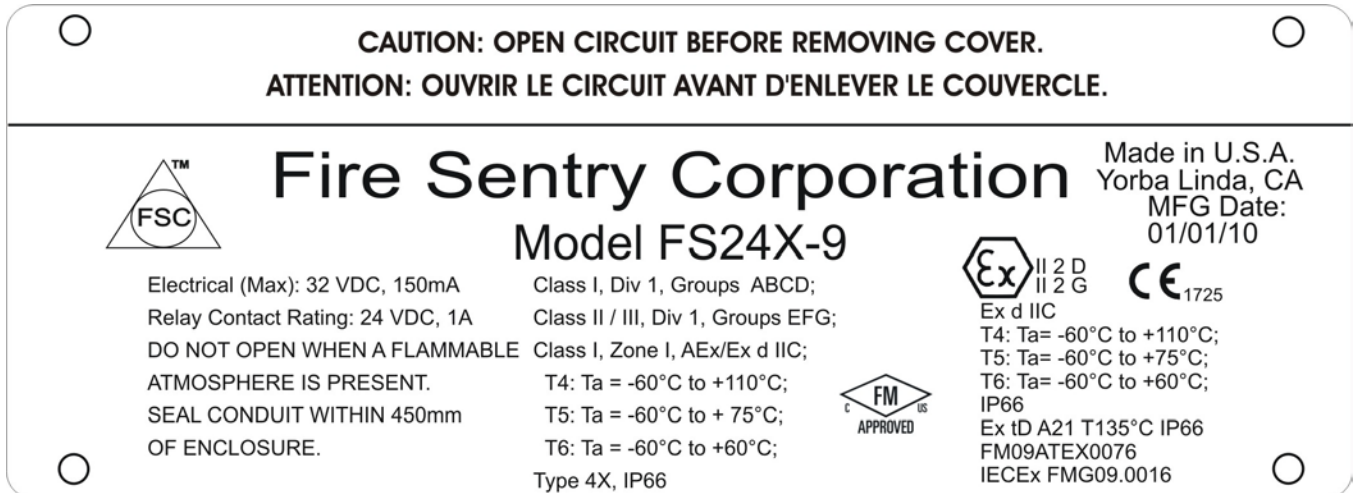 CAUTION: OPEN CIRCUIT BEFORE REMOVING COVER.
ATTENTION: OUVRIR LE CIRCUIT AVANT D'ENLEVER LE COUVERCLE.
FSC
TM
Fire Sentry Corporation
Model FS24X-9
Made in U.S.A.
Yorba Linda, CA
MFG Date:
01/01/10
Electrical (Max): 32 VDC, 150mA
Relay Contact Rating: 24 VDC, 1A
DO NOT OPEN WHEN A FLAMMABLE
ATMOSPHERE IS PRESENT.
SEAL CONDUIT WITHIN 450mm
OF ENCLOSURE.
Class I, Div 1, Groups ABCD;
Class II / III, Div 1, Groups EFG;
Class I, Zone I, AEx/Ex d IIC;
T4: Ta = -60°C to +110°C;
T5: Ta = -60°C to + 75°C;
T6: Ta = -60°C to +60°C;
Type 4X, IP66
C FM US
APPROVED
Ex
II 2 D
II 2 G
CE 1725
Ex d IIC
T4: Ta= -60°C to +110°C;
T5: Ta= -60°C to +75°C;
T6: Ta= -60°C to +60°C;
IP66
Ex tD A21 T135°C IP66
FM09ATEX0076
IECEx FMG09.0016